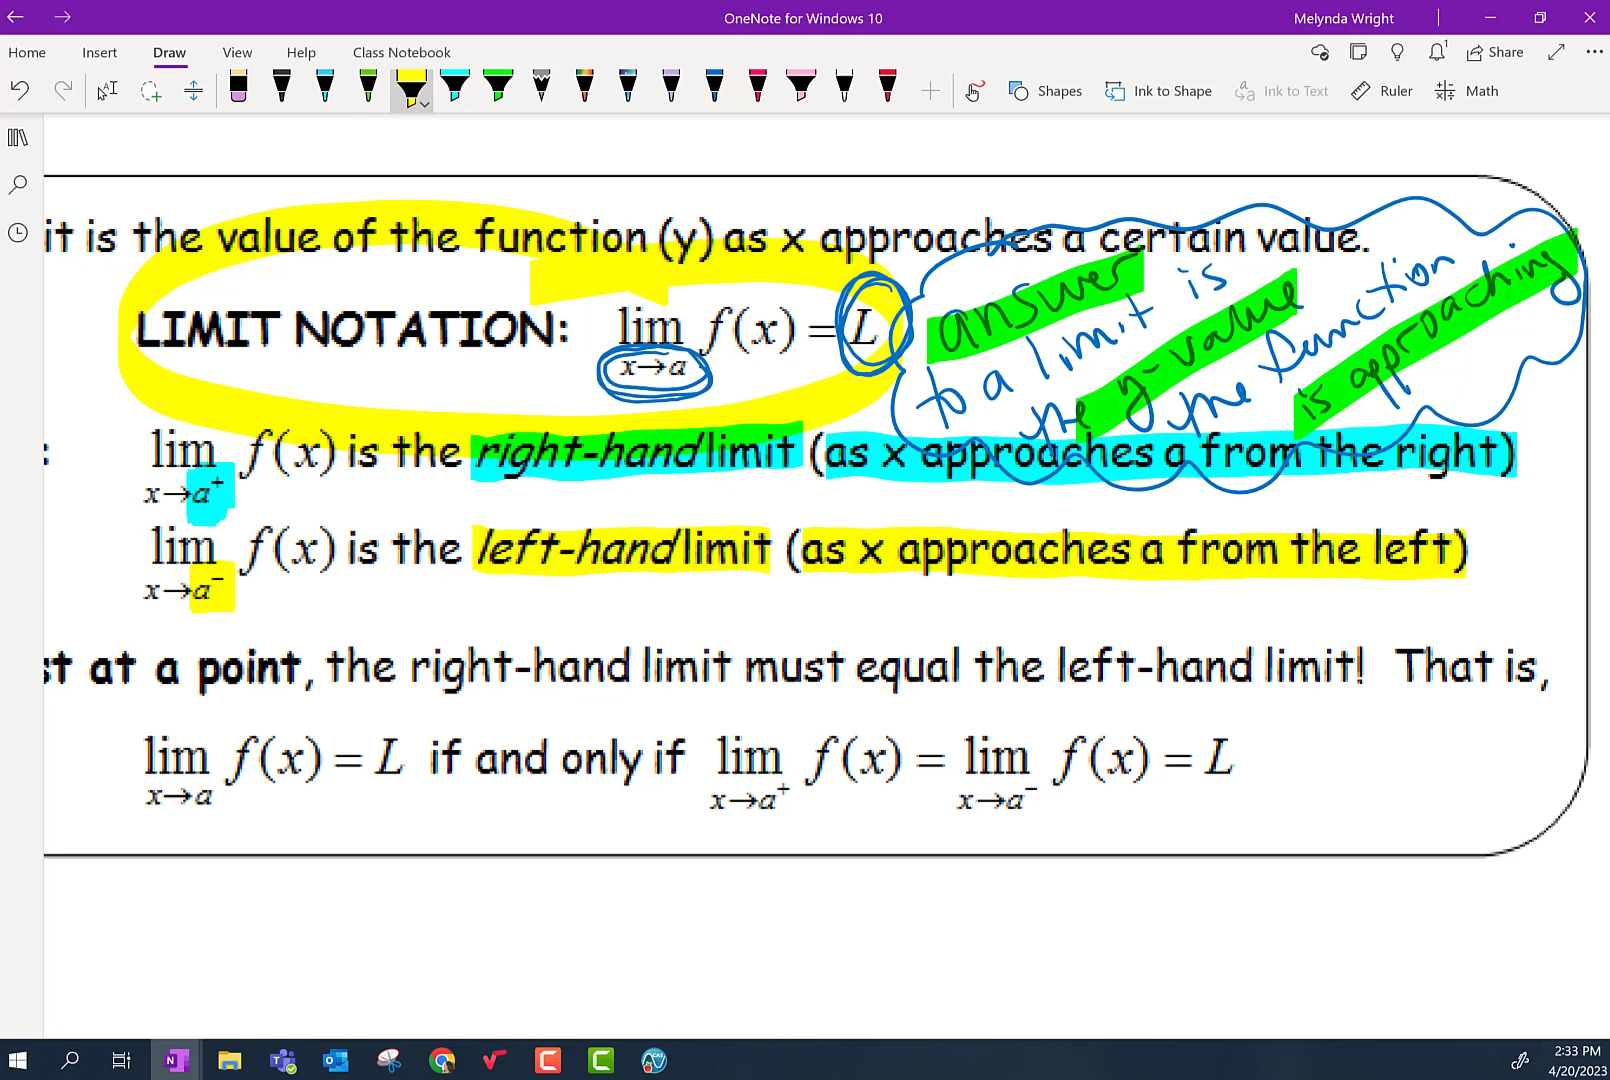 OneNote for Windows 10
Melynda Wright
Home Insert Draw View Help Class Notebook
1
Share
Shapes Ink to Shape Ink to Text Ruler Math
it is the value of the function (y) as x approaches a certain value.
LIMIT NOTATION: lim f(x) = L
x→a
answer
to a limit is
the y-value
the function
is approaching
: lim f(x) is the right-hand limit (as x approaches a from the right)
x→a⁺
lim f(x) is the left-hand limit (as x approaches a from the left)
x→a⁻
st at a point, the right-hand limit must equal the left-hand limit! That is,
lim f(x) = L if and only if lim f(x) = lim f(x) = L
x→a x→a⁺ x→a⁻
2:33 PM
4/20/2023